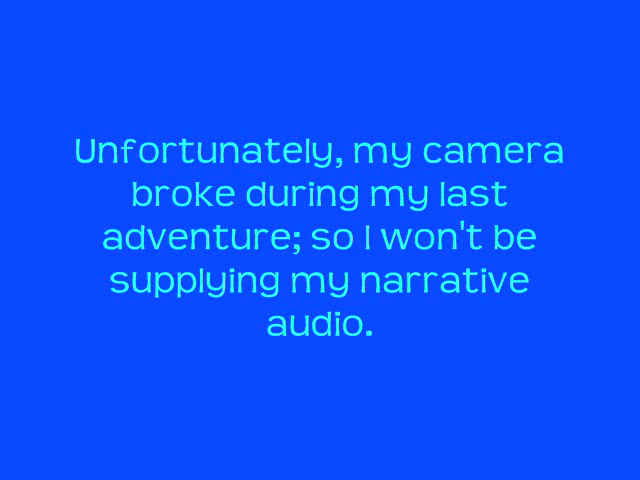 Unfortunately, my camera
broke during my last
adventure; so I won't be
supplying my narrative
audio.